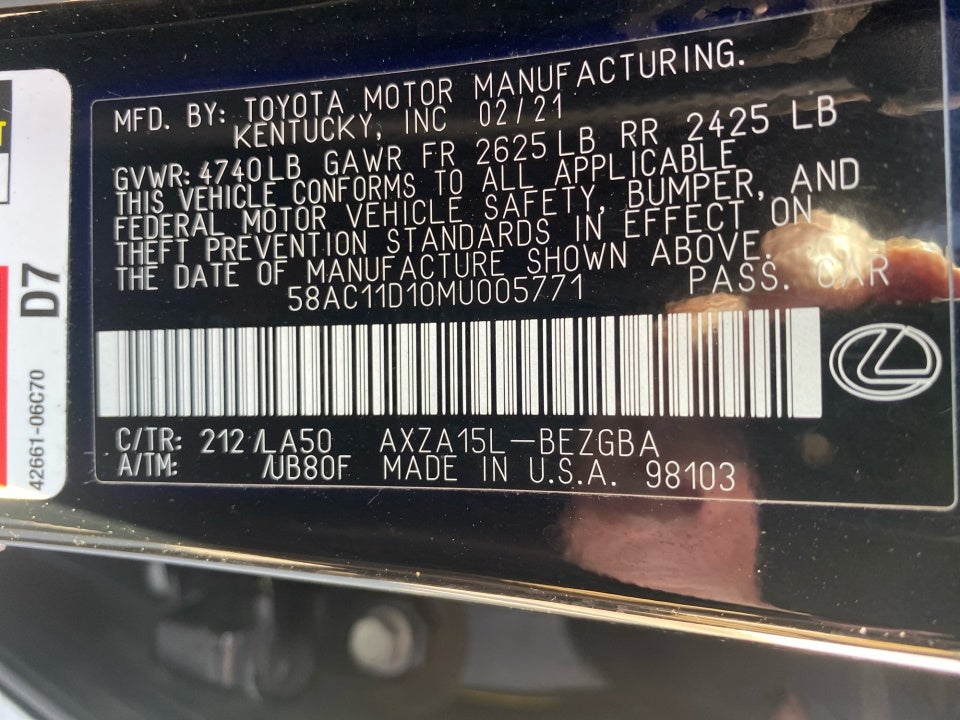 MFD. BY: TOYOTA MOTOR MANUFACTURING.
KENTUCKY, INC 02/21
GVWR: 4740LB GAWR FR 2625 LB RR 2425 LB
THIS VEHICLE CONFORMS TO ALL APPLICABLE
FEDERAL MOTOR VEHICLE SAFETY, BUMPER, AND
THEFT PREVENTION STANDARDS IN EFFECT ON
THE DATE OF MANUFACTURE SHOWN ABOVE.
58AC11D10MU005771 PASS. CAR
C/TR: 212 /LA50 AXZA15L-BEZGBA
A/TM: /UB80F MADE IN U.S.A. 98103
D7
42661-06C70